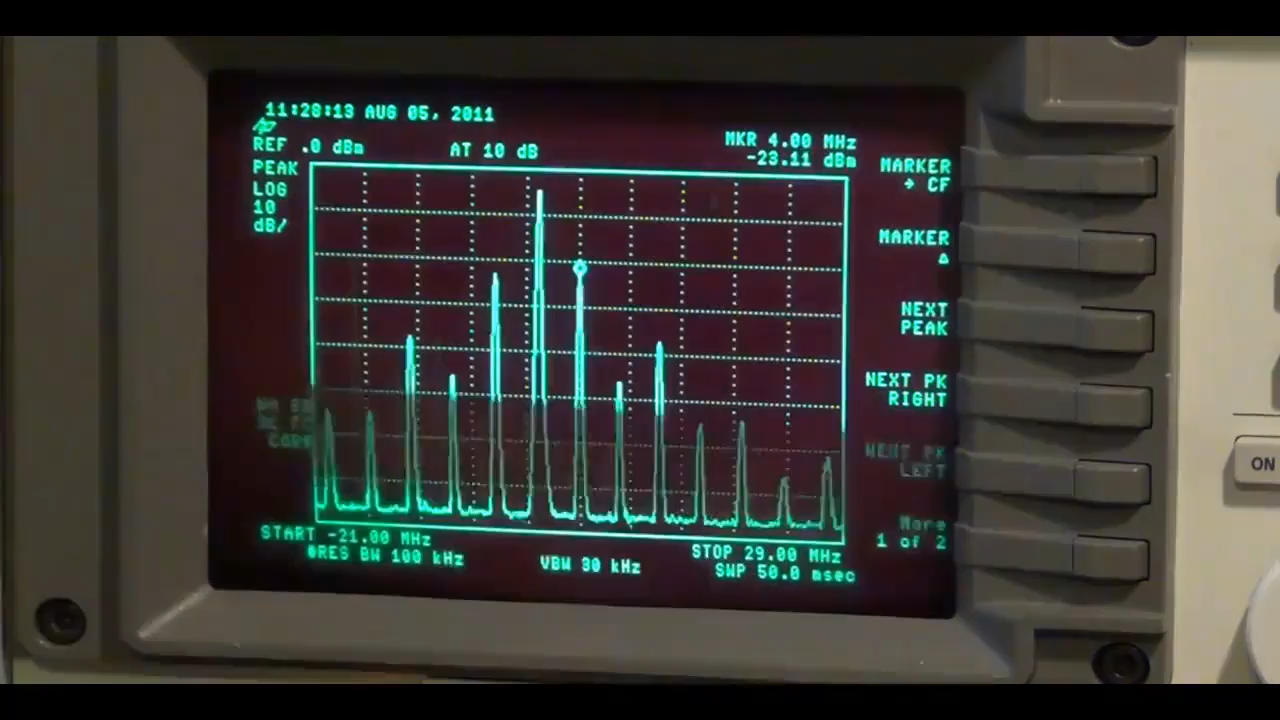 11:28:13 AUG 05, 2011
hp
REF .0 dBm
AT 10 dB
MKR 4.00 MHz
-23.11 dBm
PEAK
LOG
10
dB/
MARKER
→ CF
MARKER
Δ
NEXT
PEAK
NEXT PK
RIGHT
NEXT PK
LEFT
More
1 of 2
CORR
START -21.00 MHz
#RES BW 100 kHz
VBW 30 kHz
STOP 29.00 MHz
SWP 50.0 msec
ON